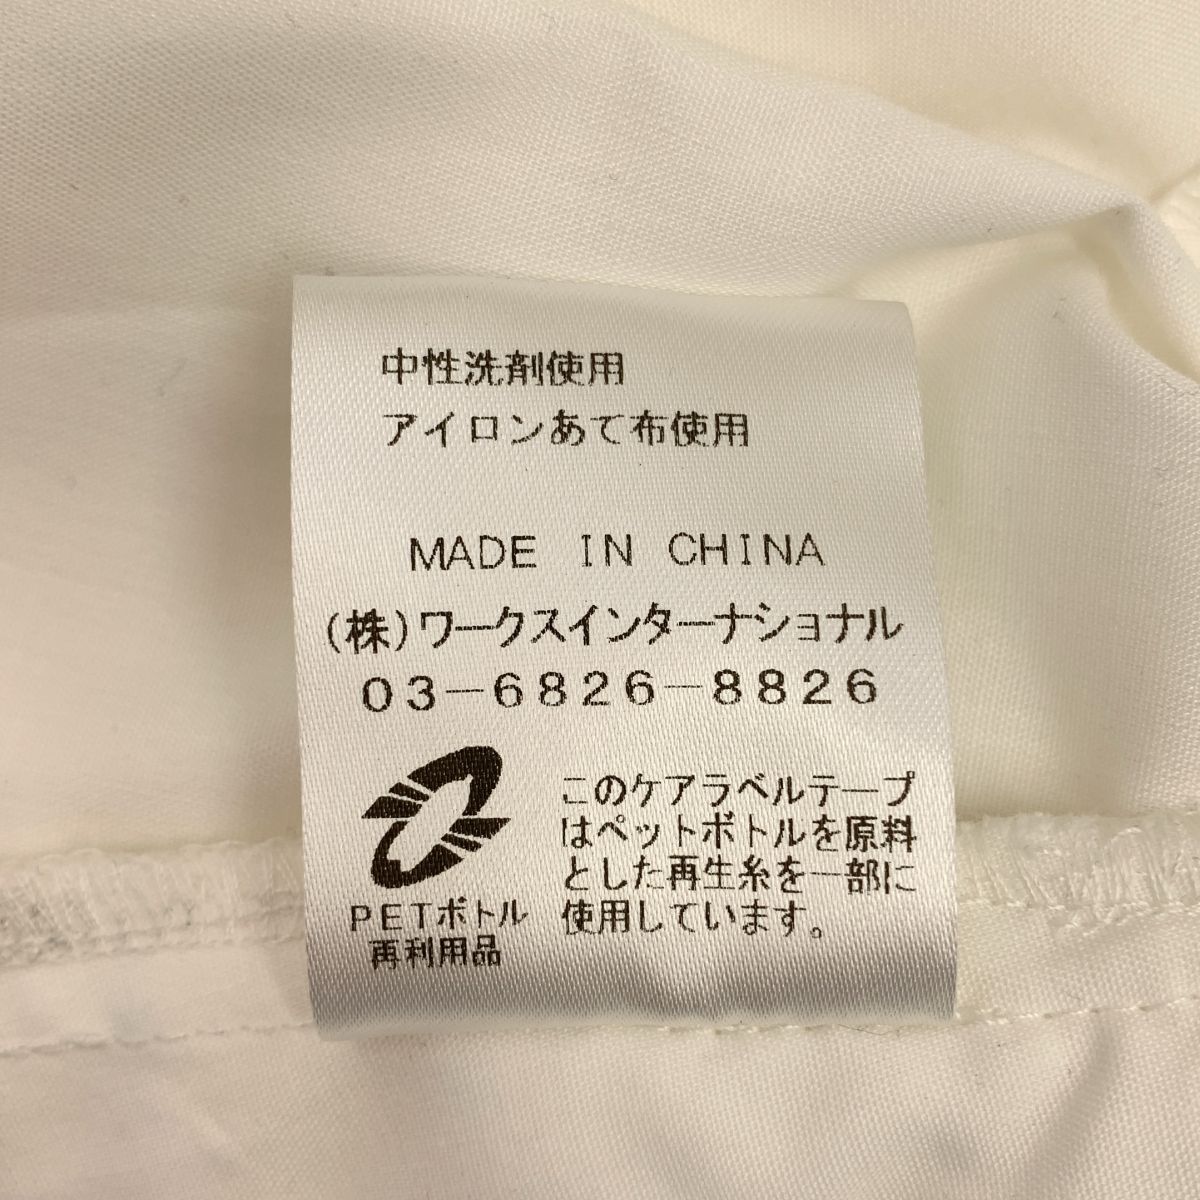 中性洗剤使用
アイロンあて布使用
MADE IN CHINA
(株)ワークスインターナショナル
03-6826-8826
PETボトル
再利用品
このケアラベルテープ
はペットボトルを原料
とした再生糸を一部に
使用しています。